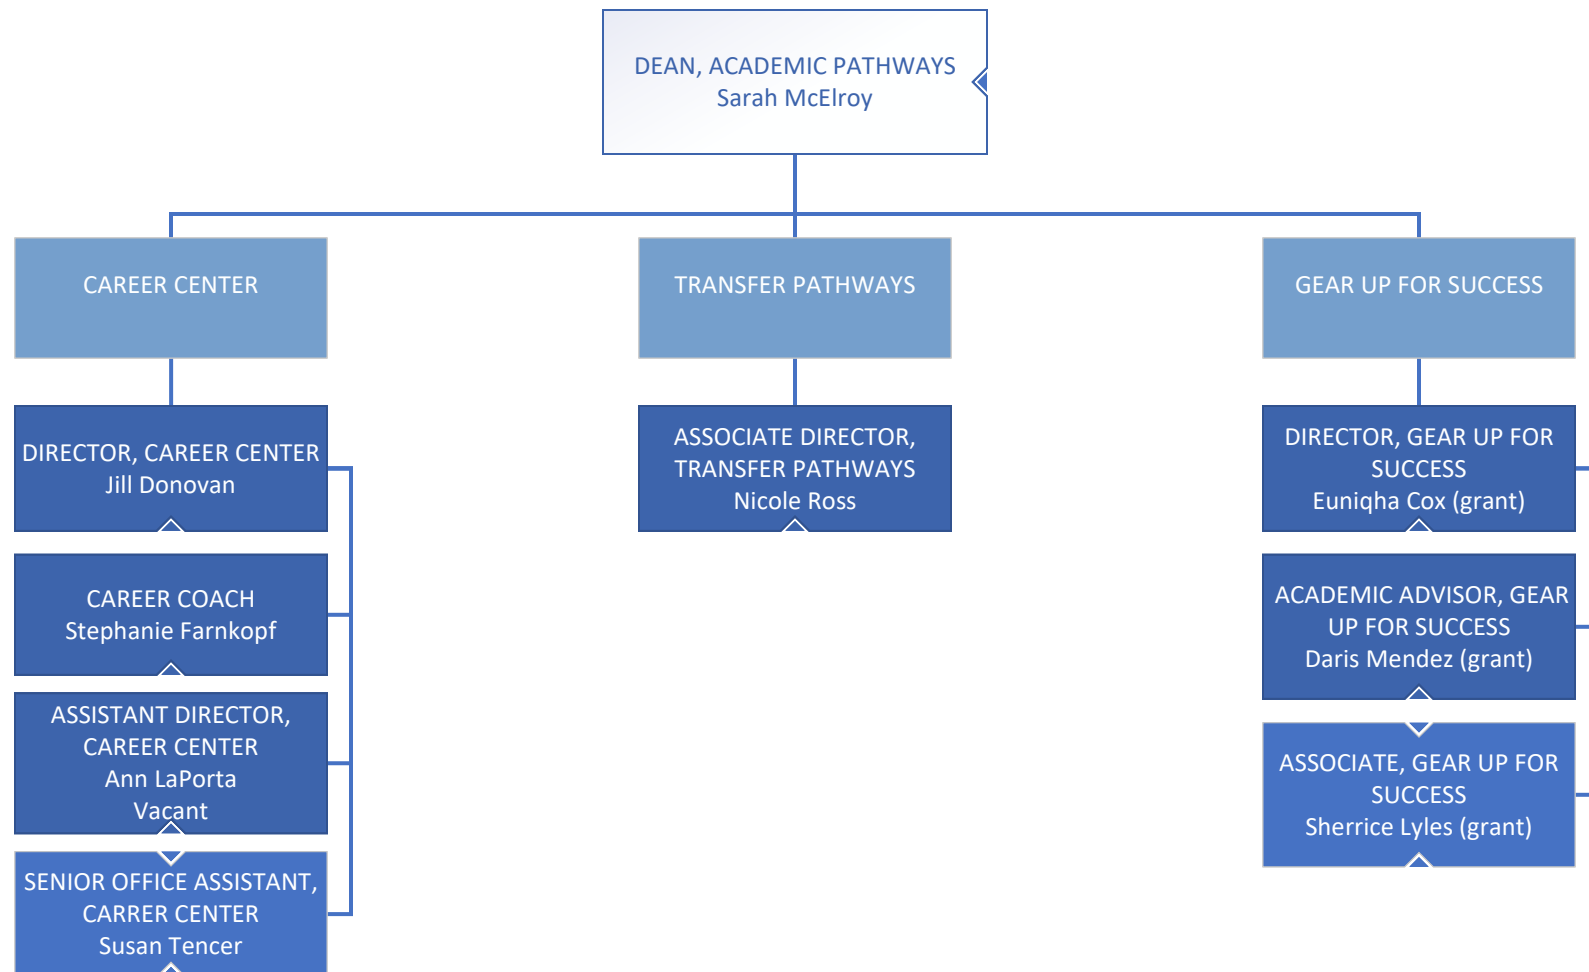 DEAN, ACADEMIC PATHWAYS
Sarah McElroy
CAREER CENTER
TRANSFER PATHWAYS
GEAR UP FOR SUCCESS
DIRECTOR, CAREER CENTER
Jill Donovan
ASSOCIATE DIRECTOR,
TRANSFER PATHWAYS
Nicole Ross
DIRECTOR, GEAR UP FOR
SUCCESS
Euniqha Cox (grant)
CAREER COACH
Stephanie Farnkopf
ACADEMIC ADVISOR, GEAR
UP FOR SUCCESS
Daris Mendez (grant)
ASSISTANT DIRECTOR,
CAREER CENTER
Ann LaPorta
Vacant
ASSOCIATE, GEAR UP FOR
SUCCESS
Sherrice Lyles (grant)
SENIOR OFFICE ASSISTANT,
CARRER CENTER
Susan Tencer